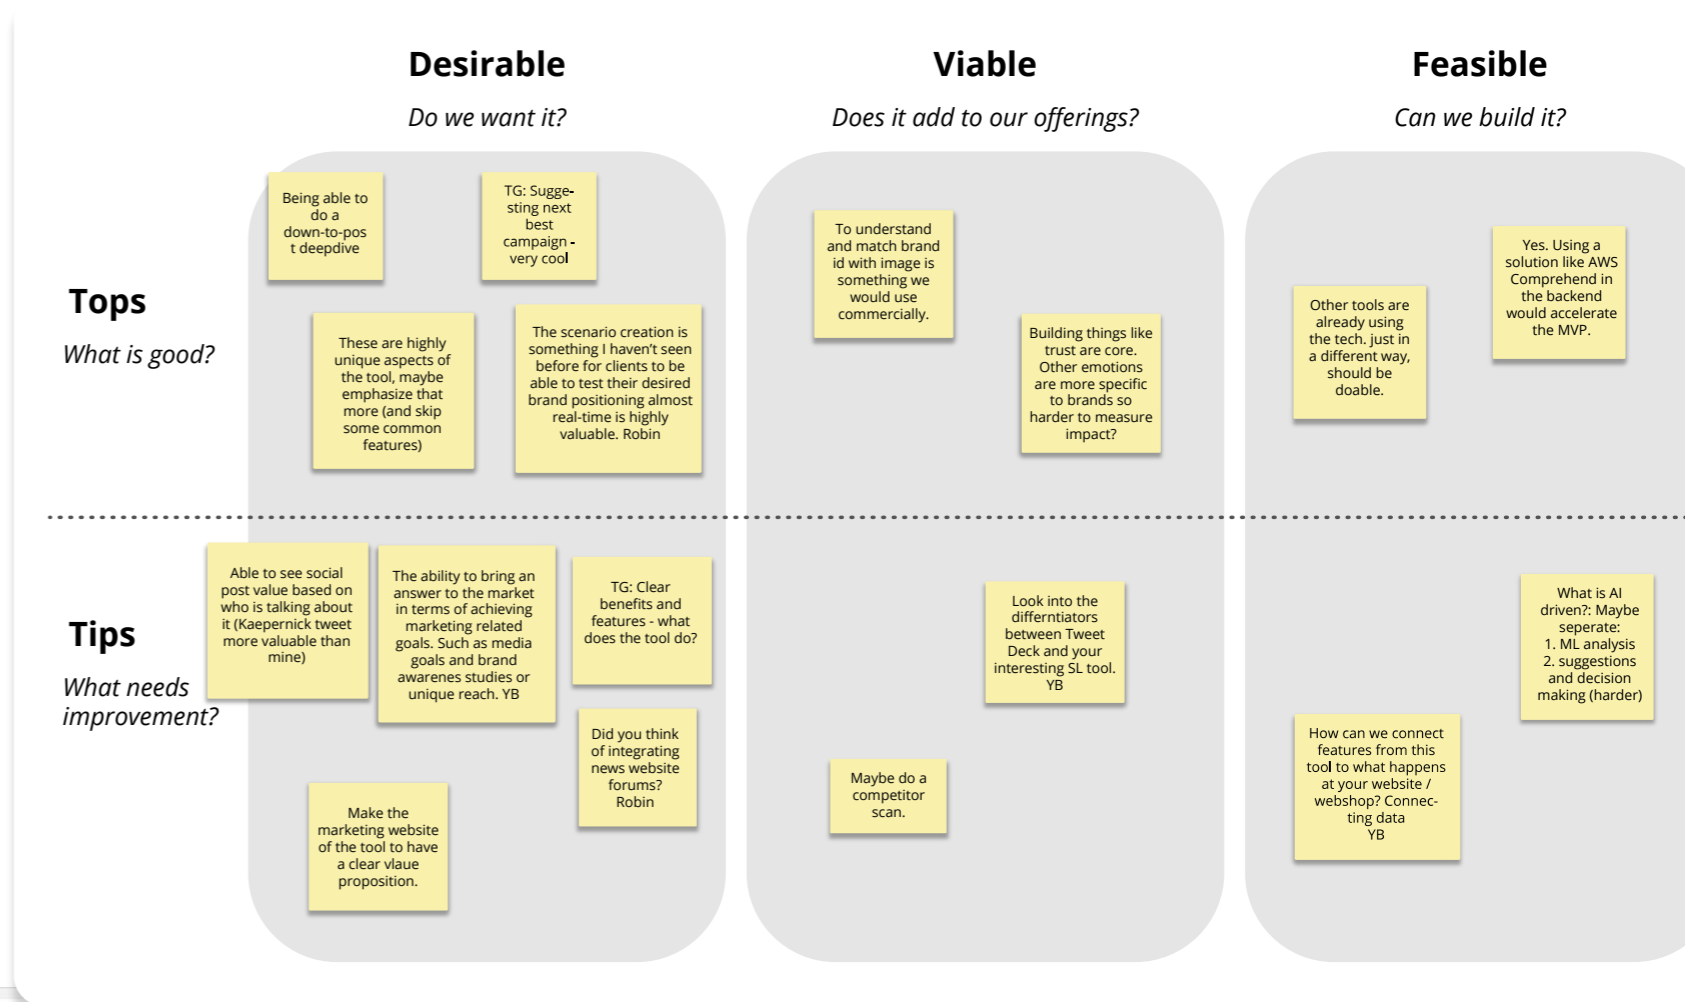 Desirable
Do we want it?
Viable
Does it add to our offerings?
Feasible
Can we build it?
Tops
What is good?
Being able to
do a
down-to-pos
t deepdive
TG: Sugge-
sting next
best
campaign -
very cool
These are highly
unique aspects of
the tool, maybe
emphasize that
more (and skip
some common
features)
The scenario creation is
something I haven't seen
before for clients to be
able to test their desired
brand positioning almost
real-time is highly
valuable. Robin
To understand
and match brand
id with image is
something we
would use
commercially.
Building things like
trust are core.
Other emotions
are more specific
to brands so
harder to measure
impact?
Other tools are
already using
the tech. just in
a different way,
should be
doable.
Yes. Using a
solution like AWS
Comprehend in
the backend
would accelerate
the MVP.
Tips
What needs
improvement?
Able to see social
post value based on
who is talking about
it (Kaepernick tweet
more valuable than
mine)
The ability to bring an
answer to the market
in terms of achieving
marketing related
goals. Such as media
goals and brand
awarenes studies or
unique reach. YB
TG: Clear
benefits and
features - what
does the tool do?
Did you think
of integrating
news website
forums?
Robin
Make the
marketing website
of the tool to have
a clear vlaue
proposition.
Look into the
differntiators
between Tweet
Deck and your
interesting SL tool.
YB
Maybe do a
competitor
scan.
What is AI
driven?: Maybe
seperate:
1. ML analysis
2. suggestions
and decision
making (harder)
How can we connect
features from this
tool to what happens
at your website /
webshop? Connec-
ting data
YB